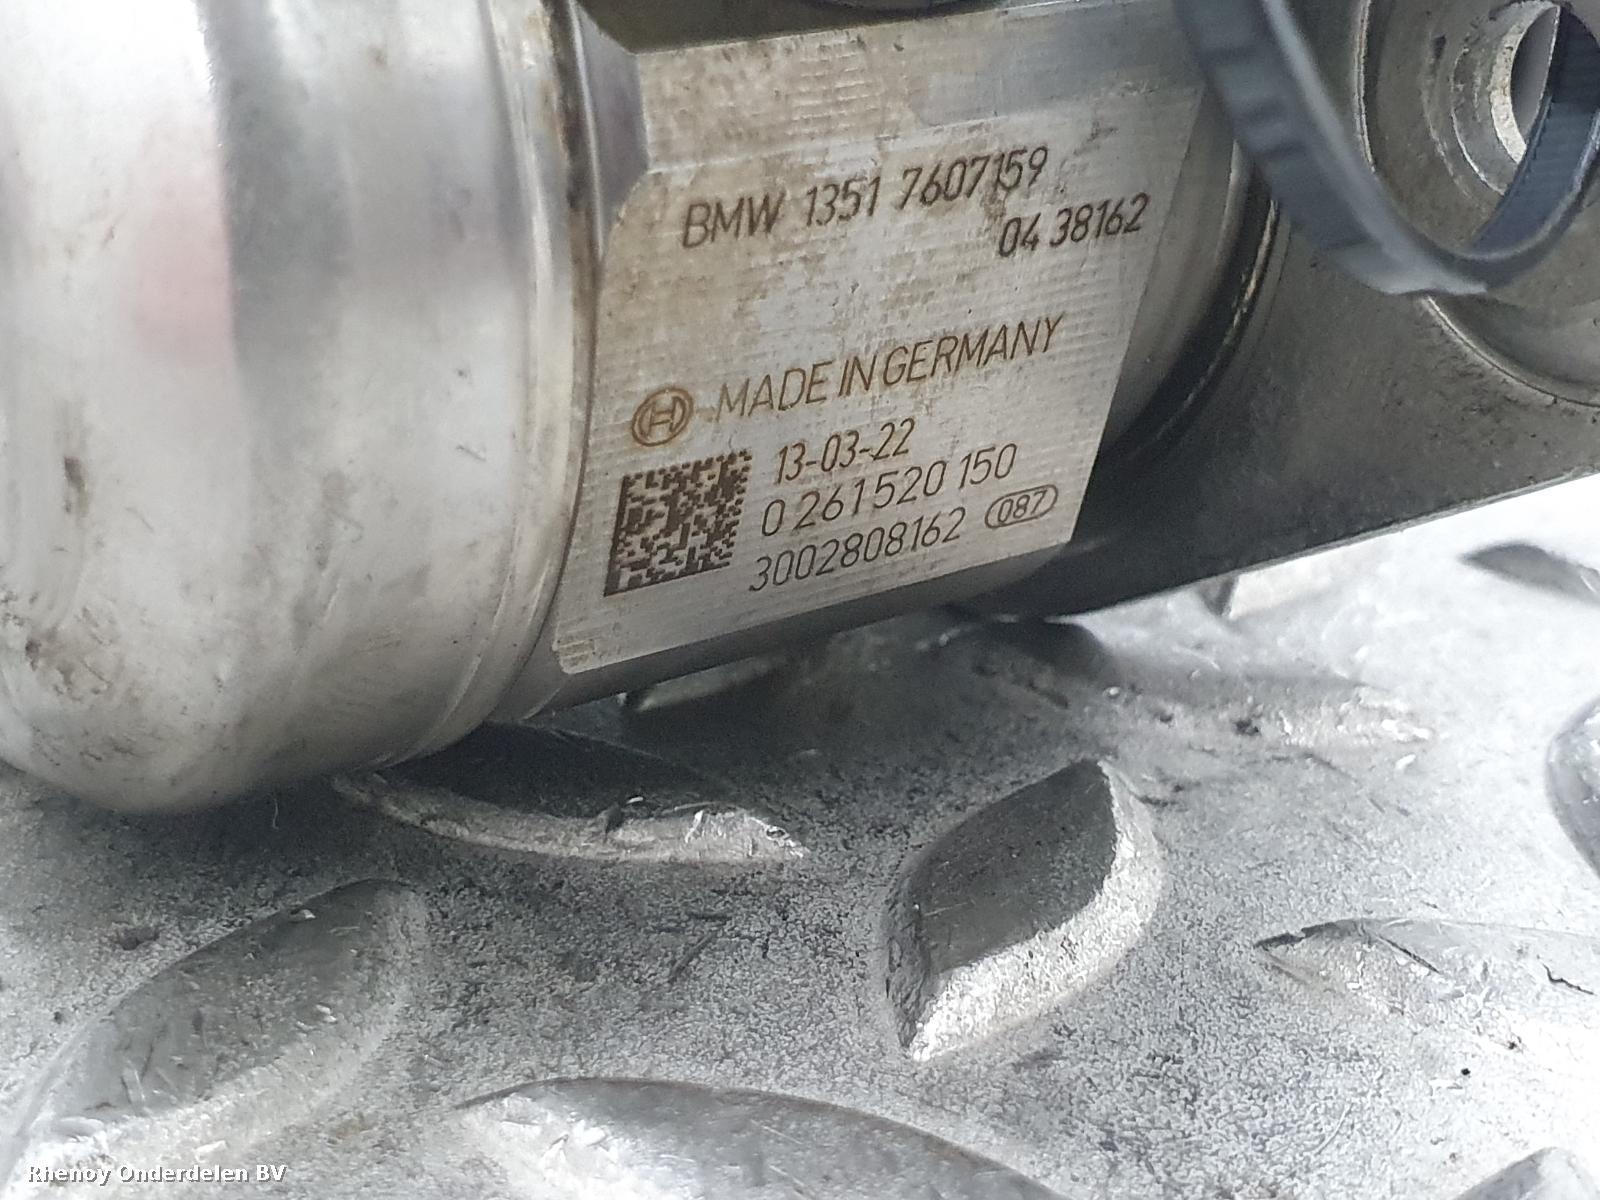 BMW 1351 7607159
04 38162
MADE IN GERMANY
13-03-22
0 261 520 150
3002808162 087
Rhenoy Onderdelen BV